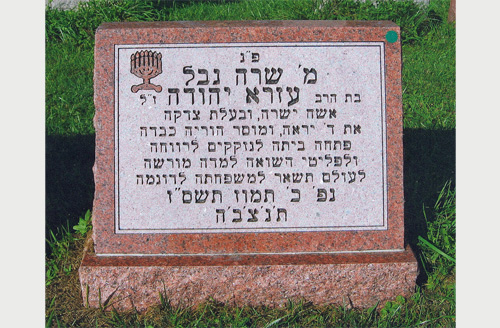 פ״נ
מ׳ שרה נבל
בת הרב עזרא יהודה ז״ל
אשה ישרה, ובעלת צדקה
את ד׳ יראה, ומוסר הוריה כבדה
פתחה ביתה לנזקקים לרווחה
ולפליטי השואה למדה מורשה
לעולם תשאר למשפחתה לדוגמה
נפ׳ כ׳ תמוז תשס״ז
ת׳נ׳צ׳ב׳ה